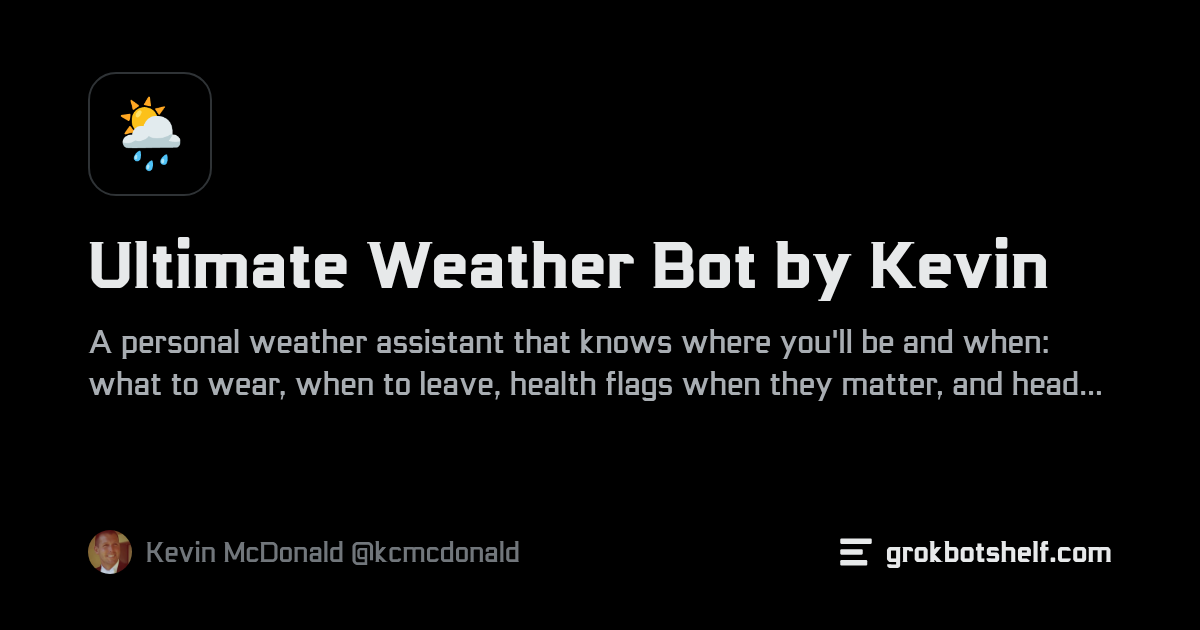 Ultimate Weather Bot by Kevin
A personal weather assistant that knows where you'll be and when:
what to wear, when to leave, health flags when they matter, and head...
Kevin McDonald @kcmcdonald
grokbotshelf.com